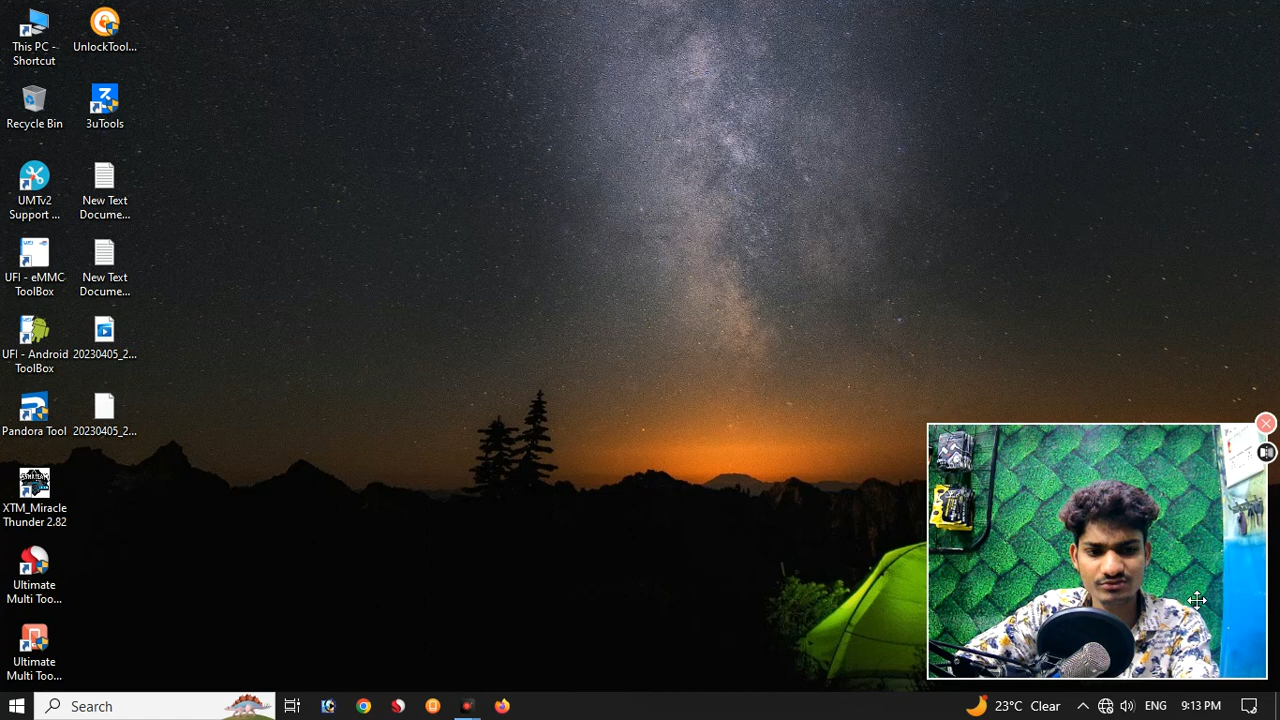 This PC -
Shortcut
UnlockTool...
Recycle Bin
3uTools
UMTv2
Support ...
New Text
Docume...
UFI - eMMC
ToolBox
New Text
Docume...
UFI - Android
ToolBox
20230405_2...
Pandora Tool
20230405_2...
XTM_Miracle
Thunder 2.82
Ultimate
Multi Too...
Ultimate
Multi Too...
Search
23°C Clear
ENG
9:13 PM